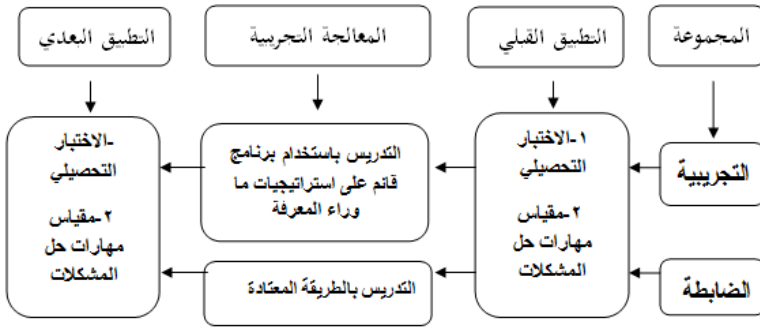 المجموعة
التطبيق القبلي
المعالجة التجريبية
التطبيق البعدي
التجريبية
الضابطة
١-الاختبار
التحصيلي
٢-مقياس
مهارات حل
المشكلات
التدريس باستخدام برنامج
قائم على استراتيجيات ما
وراء المعرفة
التدريس بالطريقة المعتادة
-الاختبار
التحصيلي
٢-مقياس
مهارات حل
المشكلات